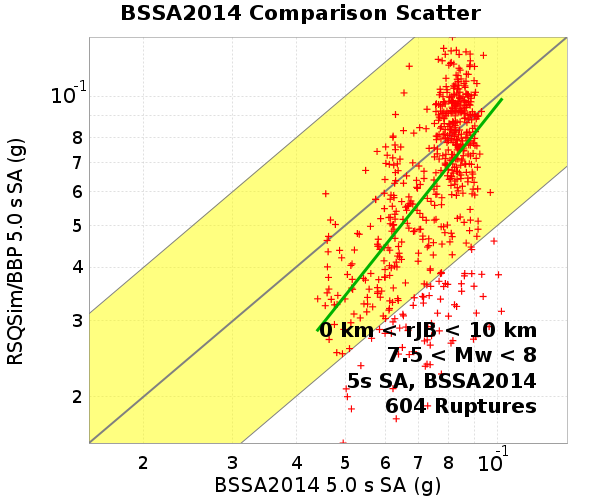 BSSA2014 Comparison Scatter
RSQSim/BBP 5.0 s SA (g)
10-1
8
7
6
5
4
3
2
0 km < rJB < 10 km
7.5 < Mw < 8
5s SA, BSSA2014
604 Ruptures
2 3 4 5 6 7 8 10-1
BSSA2014 5.0 s SA (g)